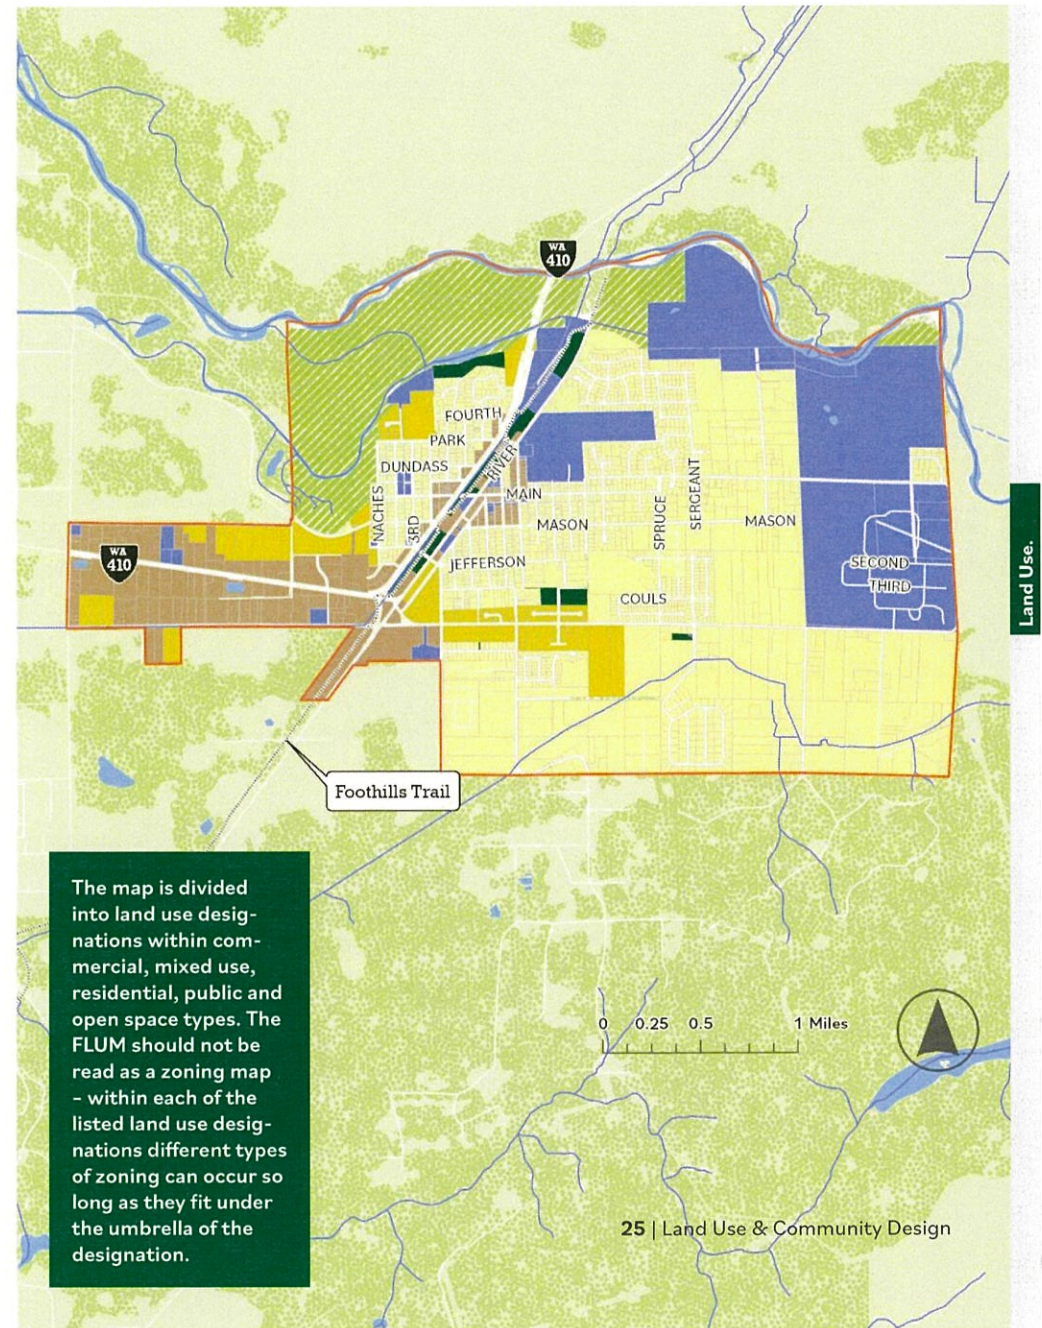 WA
410
FOURTH
PARK
RIVER
DUNDASS
MAIN
NACHES
3RD
MASON
SPRUCE
SERGEANT
MASON
WA
410
JEFFERSON
SECOND
THIRD
COULS
Land Use.
Foothills Trail
The map is divided
into land use desig-
nations within com-
mercial, mixed use,
residential, public and
open space types. The
FLUM should not be
read as a zoning map
– within each of the
listed land use desig-
nations different types
of zoning can occur so
long as they fit under
the umbrella of the
designation.
0 0.25 0.5 1 Miles
25 | Land Use & Community Design